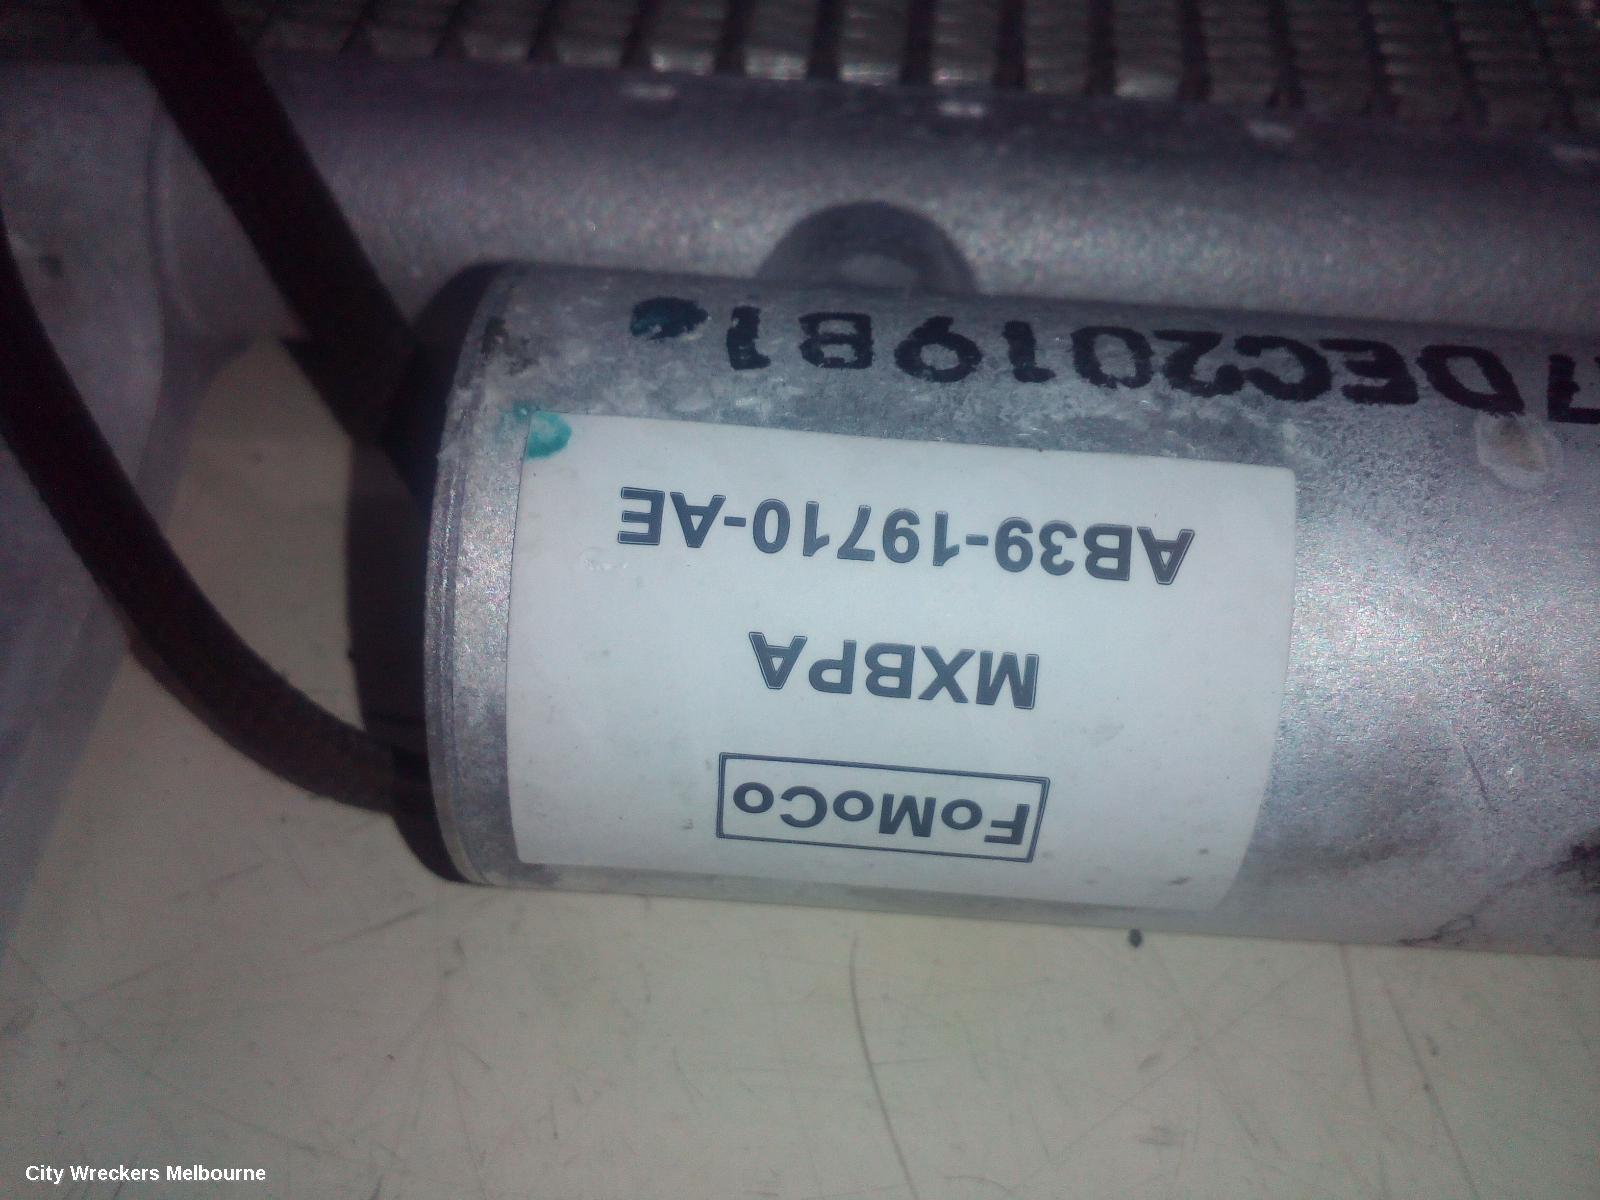 FoMoCo
MXBPA
AB39-19710-AE
DEC2019B1
City Wreckers Melbourne